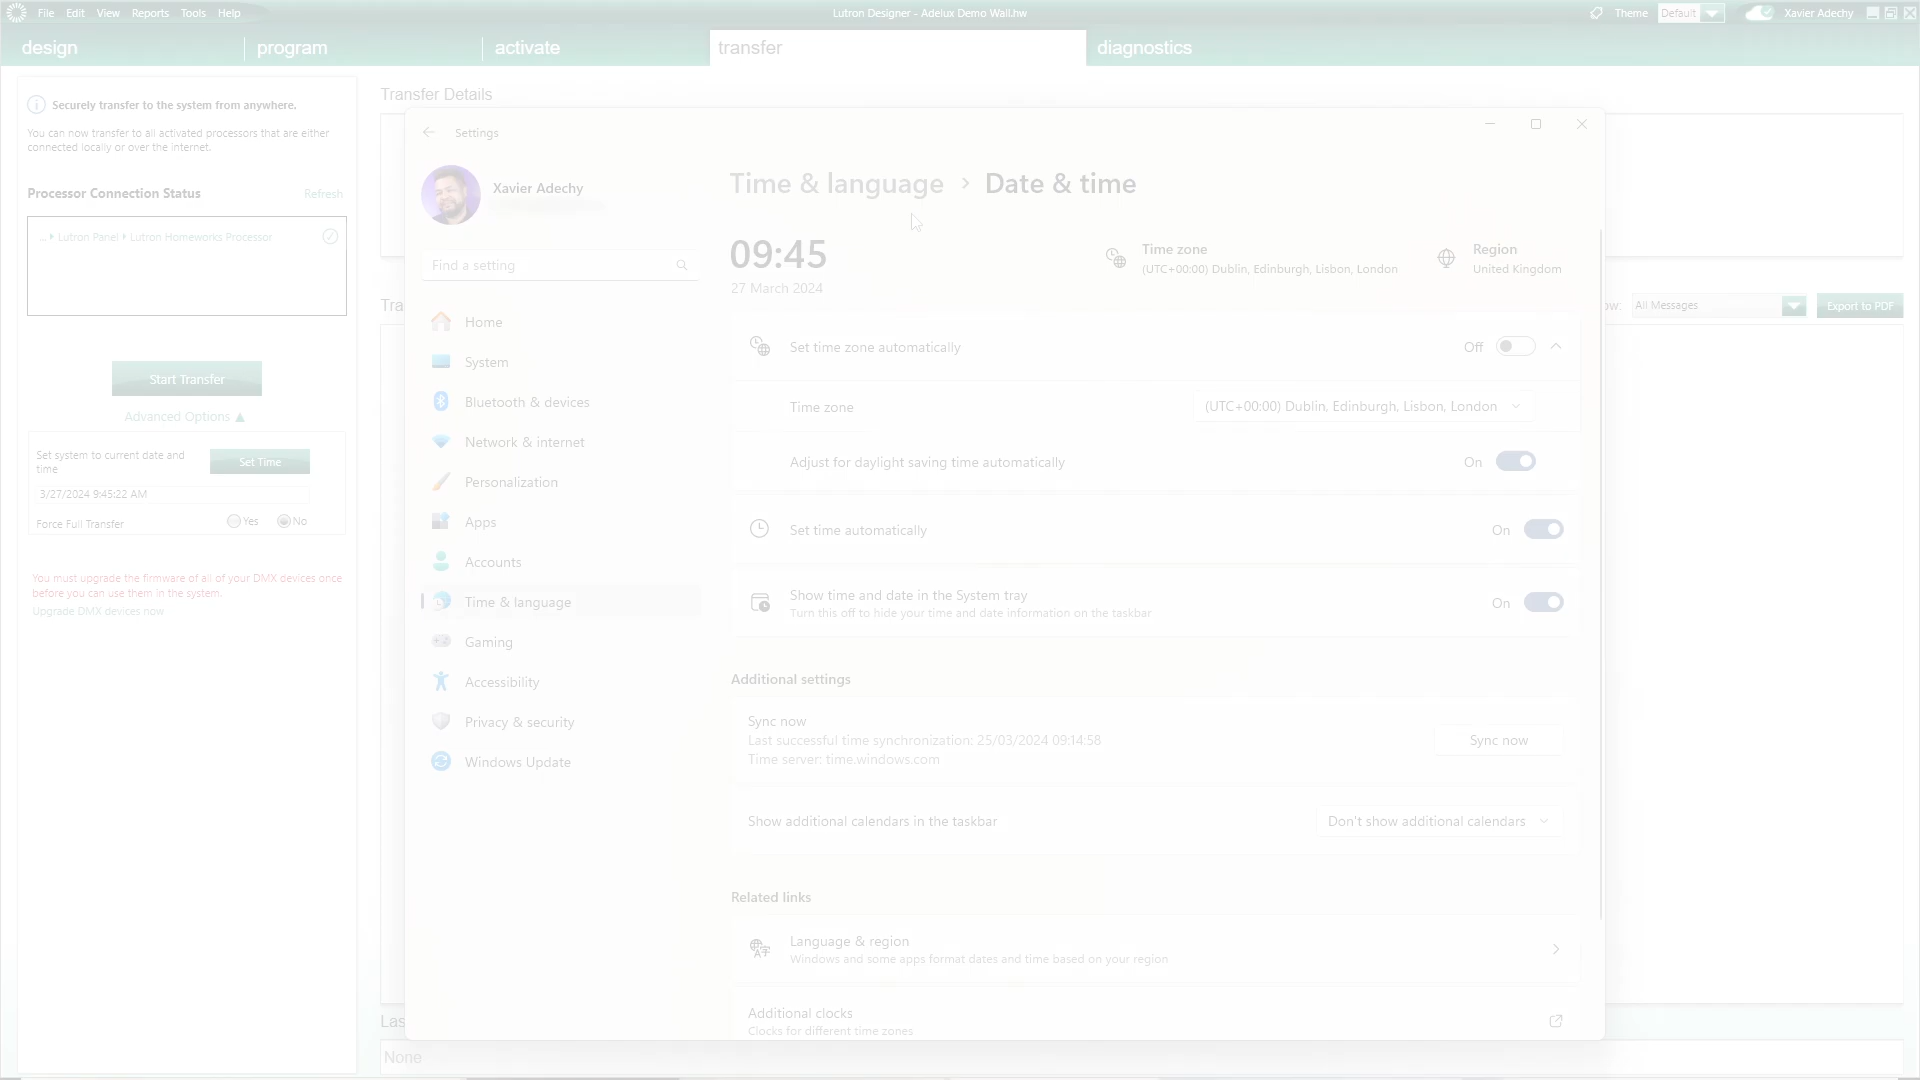 File Edit View Reports Tools Help
Lutron Designer - Adelux Demo Wall.hw
Theme Default Xavier Adechy
design program activate transfer diagnostics
Securely transfer to the system from anywhere.
You can now transfer to all activated processors that are either
connected locally or over the internet.
Processor Connection Status Refresh
... Lutron Panel Lutron Homeworks Processor
Start Transfer
Advanced Options ▲
Set system to current date and
time
Set Time
3/27/2024 9:45:22 AM
Force Full Transfer Yes No
You must upgrade the firmware of all of your DMX devices once
before you can use them in the system.
Upgrade DMX devices now
Transfer Details
Tra
ow: All Messages Export to PDF
Las
None
Settings
Xavier Adechy
Find a setting
Home
System
Bluetooth & devices
Network & internet
Personalization
Apps
Accounts
Time & language
Gaming
Accessibility
Privacy & security
Windows Update
Time & language > Date & time
09:45
27 March 2024
Time zone
(UTC+00:00) Dublin, Edinburgh, Lisbon, London
Region
United Kingdom
Set time zone automatically Off
Time zone (UTC+00:00) Dublin, Edinburgh, Lisbon, London
Adjust for daylight saving time automatically On
Set time automatically On
Show time and date in the System tray
Turn this off to hide your time and date information on the taskbar
On
Additional settings
Sync now
Last successful time synchronization: 25/03/2024 09:14:58
Time server: time.windows.com
Sync now
Show additional calendars in the taskbar Don't show additional calendars
Related links
Language & region
Windows and some apps format dates and time based on your region
Additional clocks
Clocks for different time zones